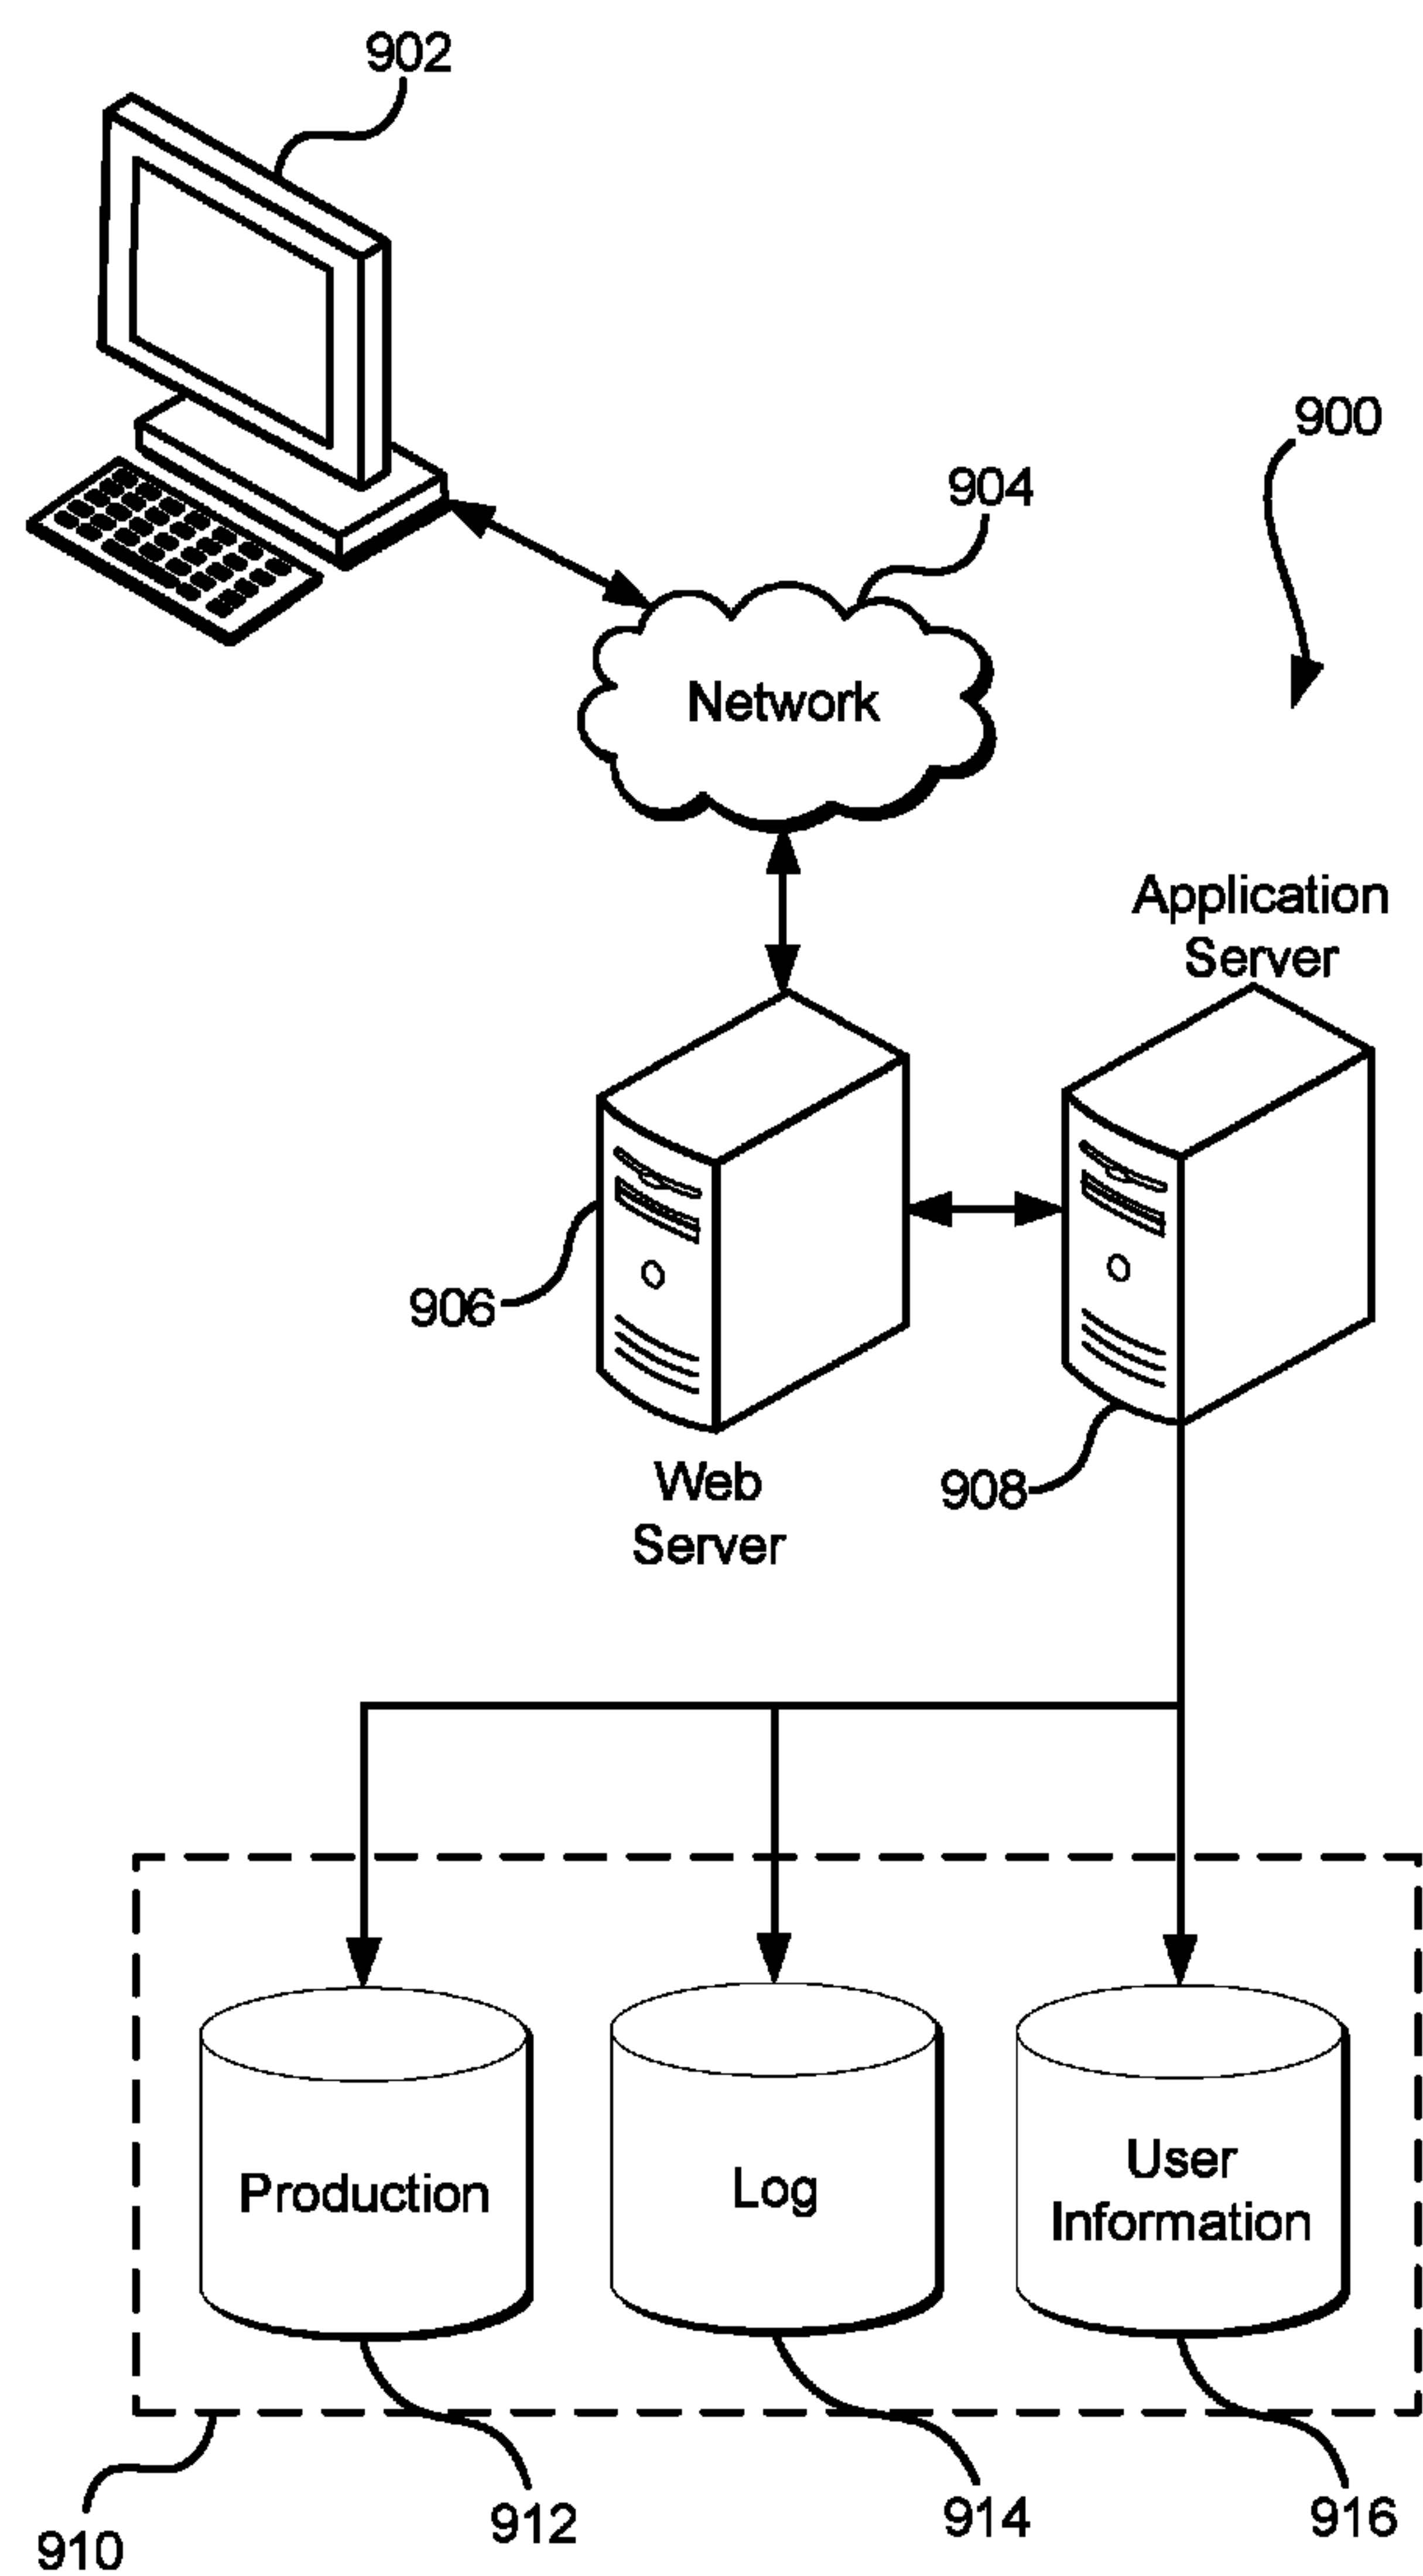 902
900
904
Network
Application
Server
906
908
Web
Server
Production
Log
User
Information
910
912
914
916